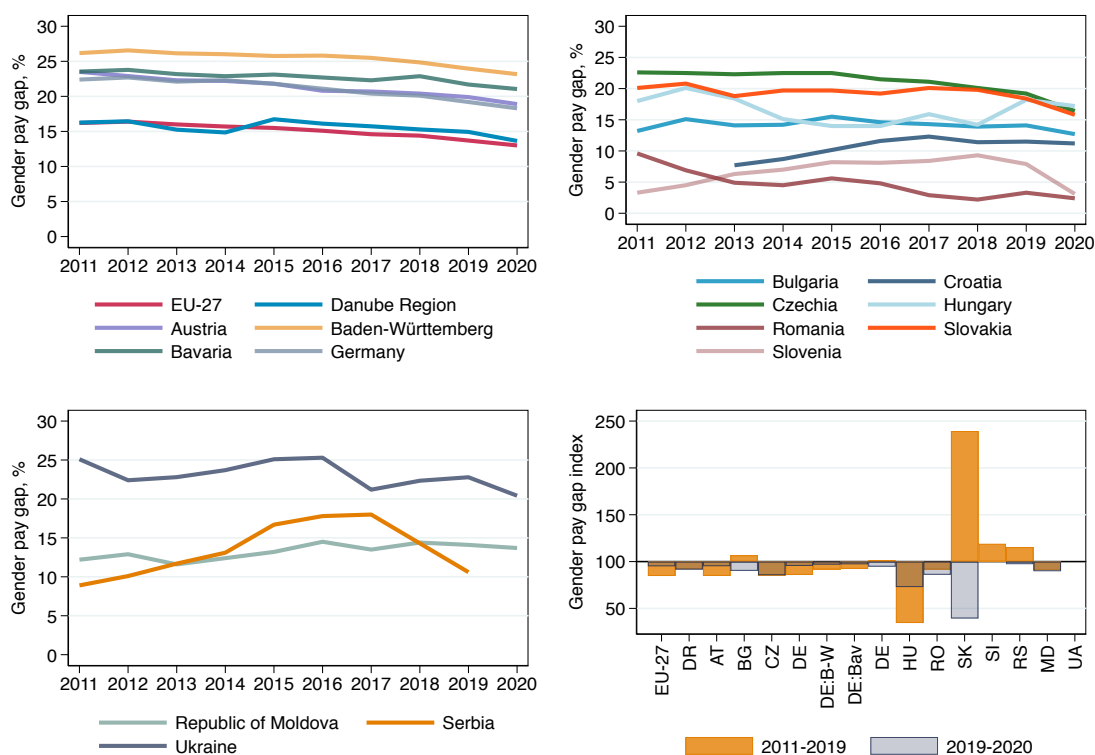 Gender pay gap, %
30
25
20
15
10
5
0
2011 2012 2013 2014 2015 2016 2017 2018 2019 2020
EU-27 Danube Region
Austria Baden-Württemberg
Bavaria Germany
Gender pay gap, %
30
25
20
15
10
5
0
2011 2012 2013 2014 2015 2016 2017 2018 2019 2020
Bulgaria Croatia
Czechia Hungary
Romania Slovakia
Slovenia
Gender pay gap, %
30
25
20
15
10
5
0
2011 2012 2013 2014 2015 2016 2017 2018 2019 2020
Republic of Moldova Serbia
Ukraine
Gender pay gap index
250
200
150
100
50
EU-27 DR AT BG CZ DE DE:B-W DE:Bav DE HU RO SK SI RS MD UA
2011-2019 2019-2020